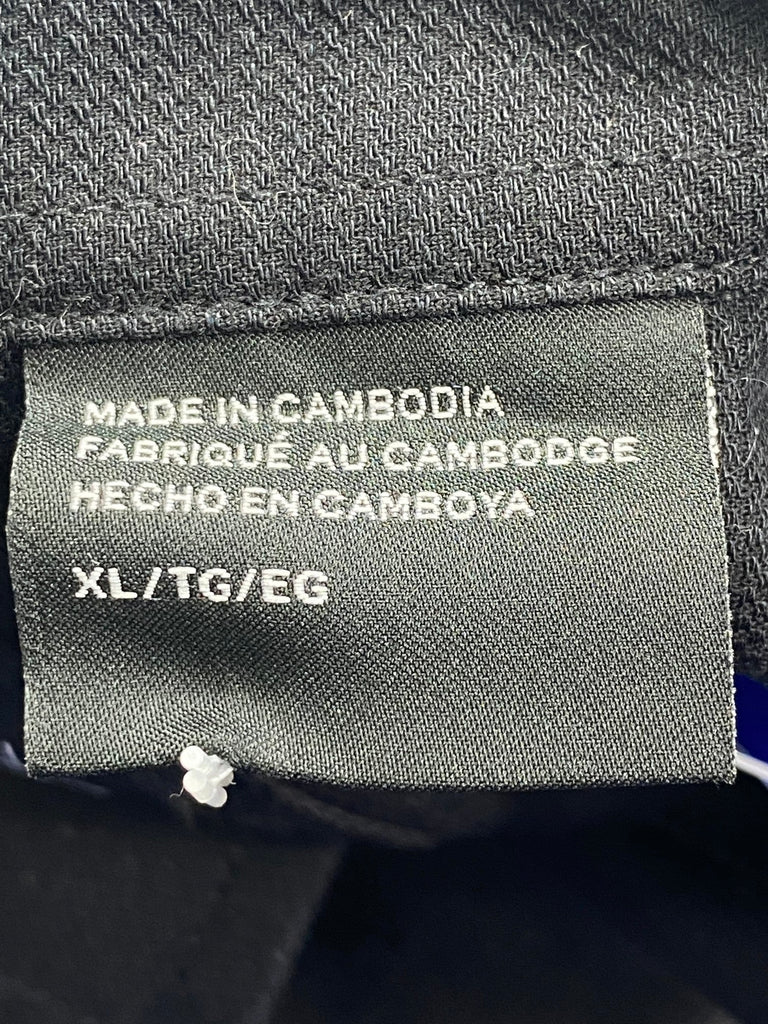 MADE IN CAMBODIA
FABRIQUÉ AU CAMBODGE
HECHO EN CAMBOYA
XL/TG/EG